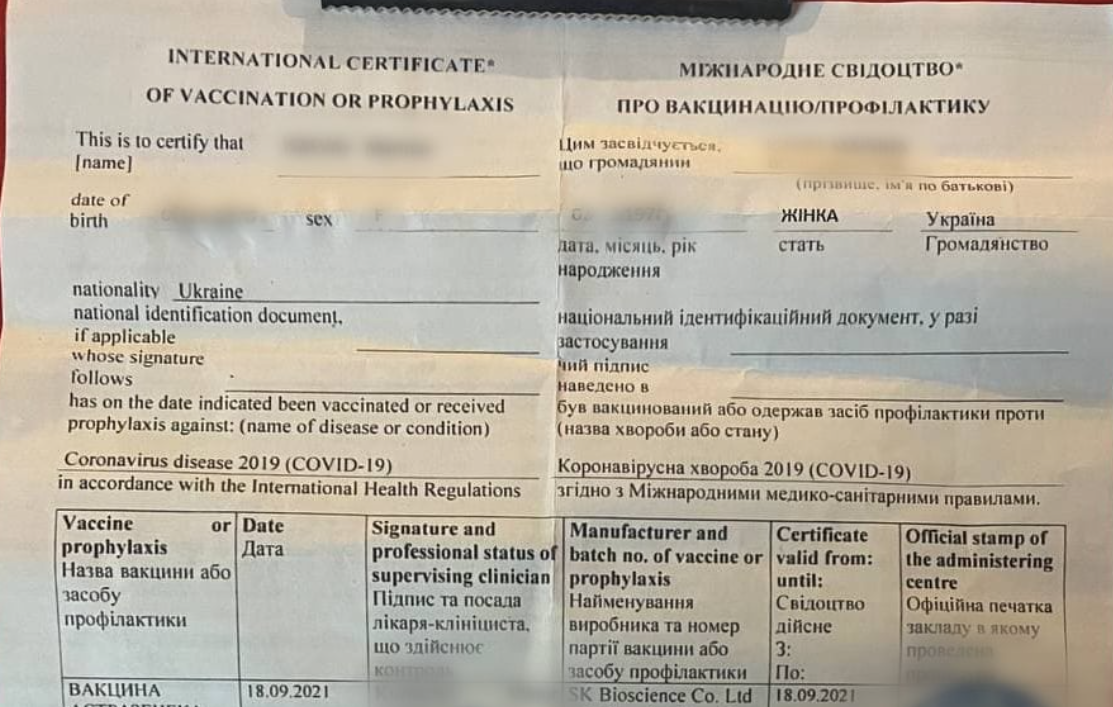 INTERNATIONAL CERTIFICATE*
OF VACCINATION OR PROPHYLAXIS
This is to certify that
[name]
date of
birth
sex
nationality Ukraine
national identification document,
if applicable
whose signature
follows
has on the date indicated been vaccinated or received
prophylaxis against: (name of disease or condition)
Coronavirus disease 2019 (COVID-19)
in accordance with the International Health Regulations
МІЖНАРОДНЕ СВІДОЦТВО*
ПРО ВАКЦИНАЦІЮ/ПРОФІЛАКТИКУ
Цим засвідчується,
що громадянин
(прізвище, ім'я по батькові)
ЖІНКА
Україна
дата, місяць, рік
народження
стать
Громадянство
національний ідентифікаційний документ, у разі
застосування
чий підпис
наведено в
був вакцинований або одержав засіб профілактики проти
(назва хвороби або стану)
Коронавірусна хвороба 2019 (COVID-19)
згідно з Міжнародними медико-санітарними правилами.
Vaccine or
prophylaxis
Назва вакцини або
засобу
профілактики
Date
Дата
Signature and
professional status of
supervising clinician
Підпис та посада
лікаря-клініциста,
що здійснює
Manufacturer and
batch no. of vaccine or
prophylaxis
Найменування
виробника та номер
партії вакцини або
засобу профілактики
Certificate
valid from:
until:
Свідоцтво
дійсне
З:
По:
Official stamp of
the administering
centre
Офіційна печатка
закладу в якому
проведена
ВАКЦИНА
18.09.2021
SK Bioscience Co. Ltd
18.09.2021